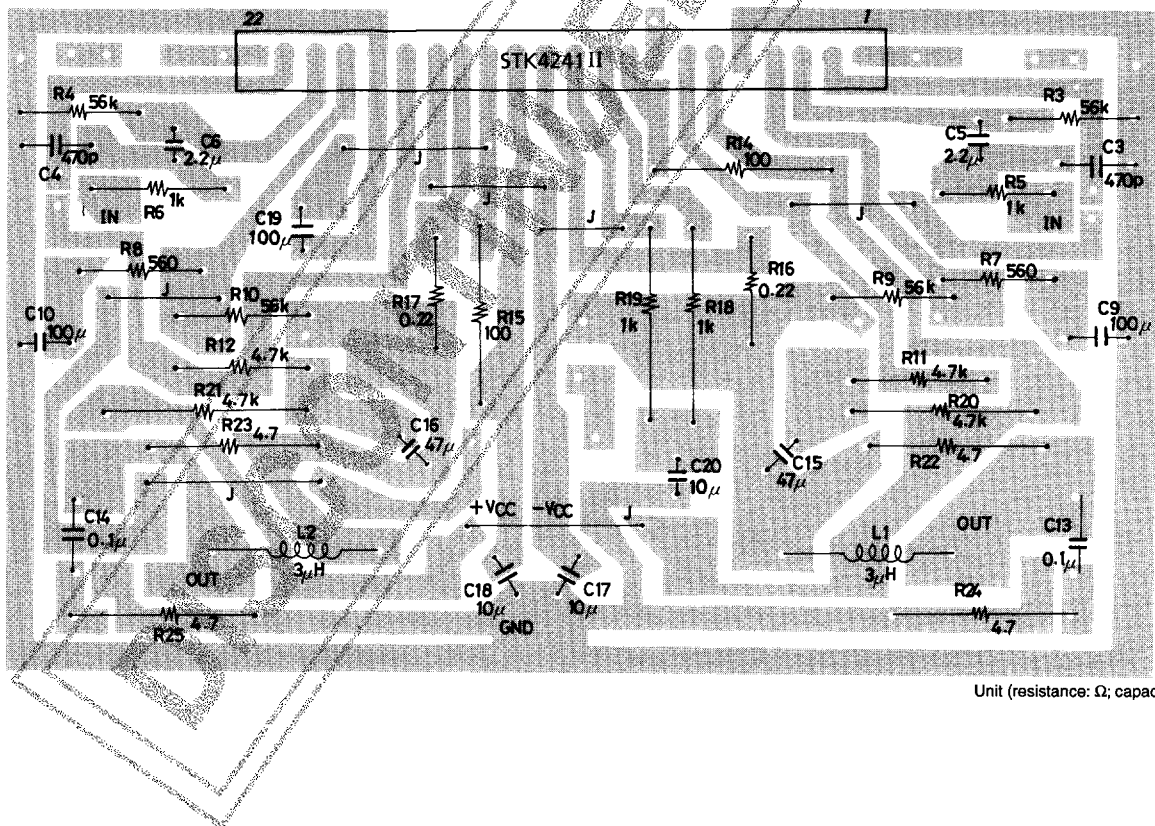 22
1
STK4241 II
R4 56k
R3 56k
C6 2.2μ
C5 2.2μ
C4 470p
C3 470p
R14 100
J
J
J
J
R6 1k
R5 1k
IN
IN
C19 100μ
R8 560
R7 560
J
R10 56k
R9 56k
R17 0.22
R15 100
R19 1k
R18 1k
R16 0.22
C10 100μ
C9 100μ
R12 4.7k
R11 4.7k
R21 4.7k
R20 4.7k
R23 4.7
R22 4.7
C16 47μ
C15 47μ
C20 10μ
J
+VCC
-VCC
J
C14 0.1μ
C13 0.1μ
L2 3μH
L1 3μH
OUT
OUT
C18 10μ
C17 10μ
GND
R25 4.7
R24 4.7
Unit (resistance: Ω; capac